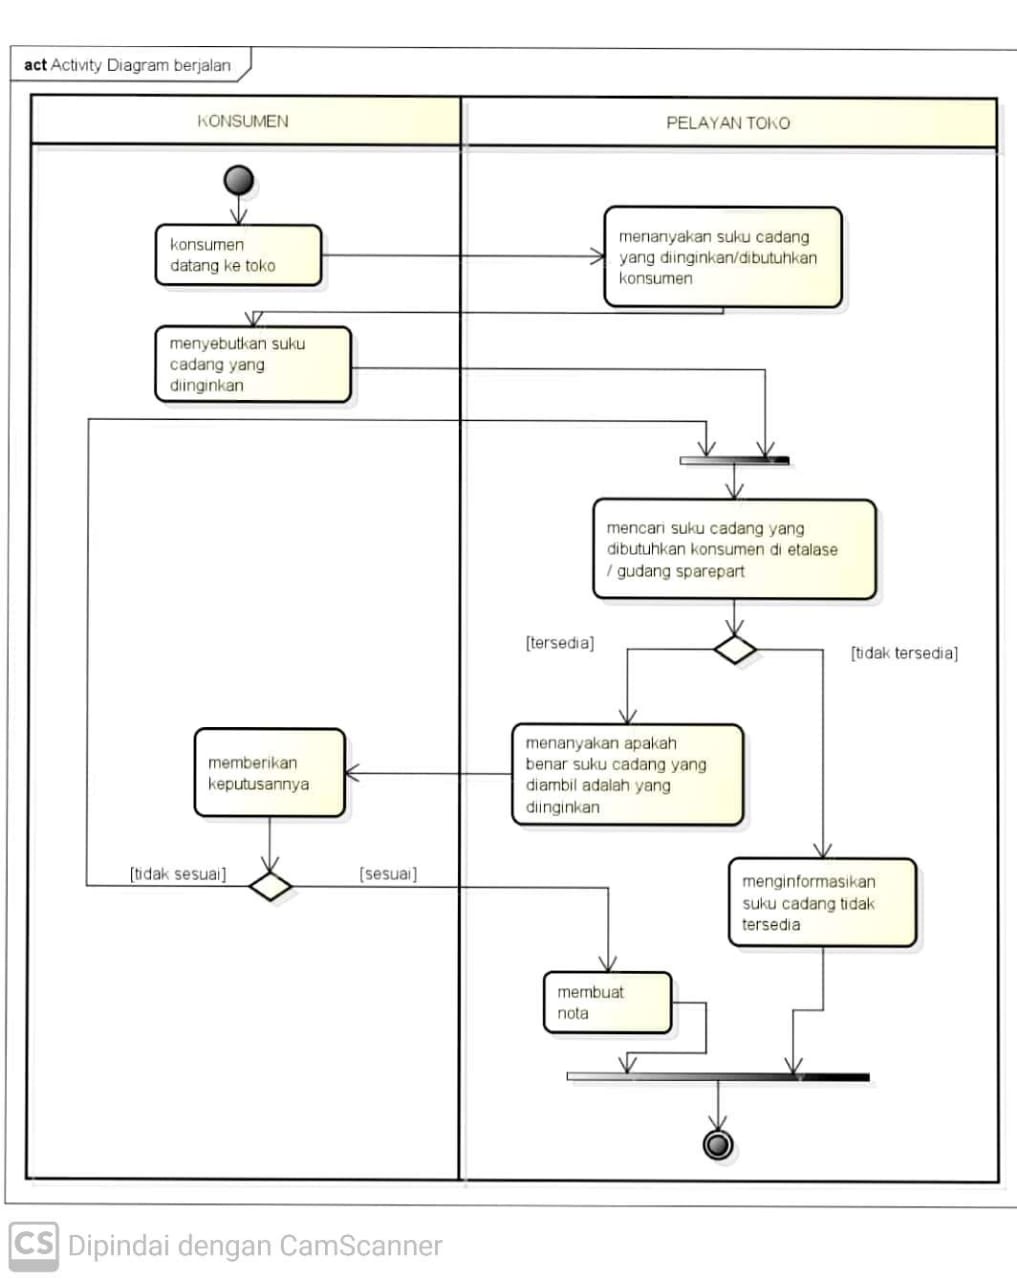 act Activity Diagram berjalan
KONSUMEN
PELAYAN TOKO
konsumen
datang ke toko
menanyakan suku cadang
yang diinginkan/dibutuhkan
konsumen
menyebutkan suku
cadang yang
diinginkan
mencari suku cadang yang
dibutuhkan konsumen di etalase
/ gudang sparepart
[tersedia]
[tidak tersedia]
menanyakan apakah
benar suku cadang yang
diambil adalah yang
diinginkan
memberikan
keputusannya
[tidak sesuai]
[sesuai]
menginformasikan
suku cadang tidak
tersedia
membuat
nota
CS Dipindai dengan CamScanner